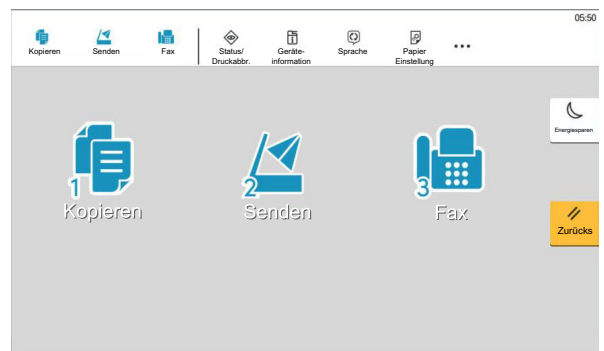 05:50
Kopieren
Senden
Fax
Status/
Druckabbr.
Geräte-
information
Sprache
Papier
Einstellung
Energiesparen
1
Kopieren
2
Senden
3
Fax
Zurücks